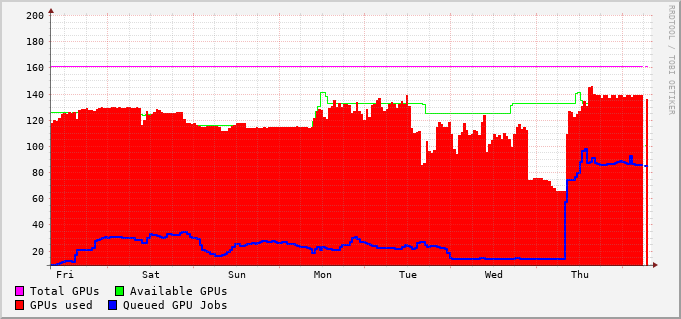 RRDTOOL / TOBI OETIKER
200
180
160
140
120
100
80
60
40
20
Fri Sat Sun Mon Tue Wed Thu
Total GPUs Available GPUs
GPUs used Queued GPU Jobs